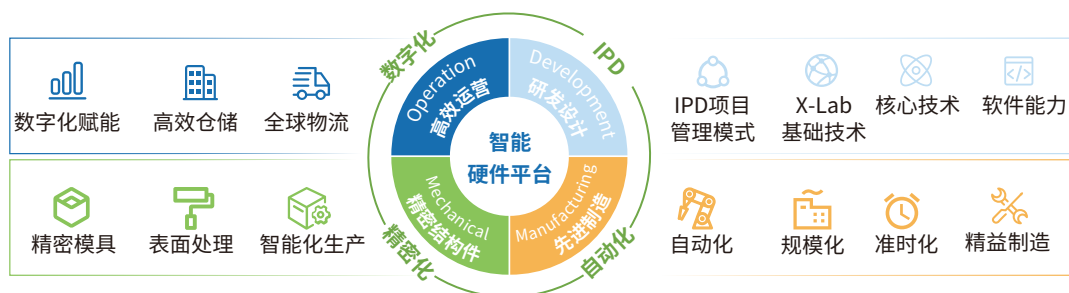 数字化赋能
高效仓储
全球物流
精密模具
表面处理
智能化生产
数字化
IPD
精密化
自动化
Operation
高效运营
Development
研发设计
Mechanical
精密结构件
Manufacturing
先进制造
智能
硬件平台
IPD项目
管理模式
X-Lab
基础技术
核心技术
软件能力
自动化
规模化
准时化
精益制造